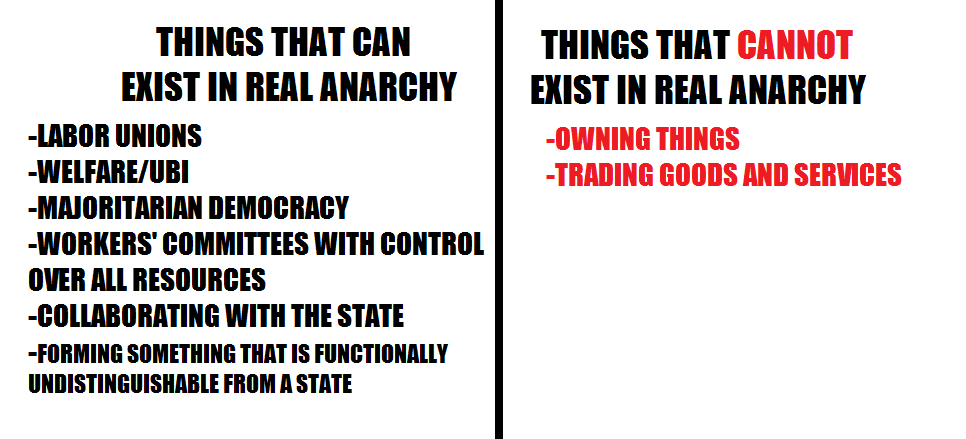 THINGS THAT CAN
EXIST IN REAL ANARCHY
-LABOR UNIONS
-WELFARE/UBI
-MAJORITARIAN DEMOCRACY
-WORKERS' COMMITTEES WITH CONTROL
OVER ALL RESOURCES
-COLLABORATING WITH THE STATE
-FORMING SOMETHING THAT IS FUNCTIONALLY
UNDISTINGUISHABLE FROM A STATE
THINGS THAT CANNOT
EXIST IN REAL ANARCHY
-OWNING THINGS
-TRADING GOODS AND SERVICES